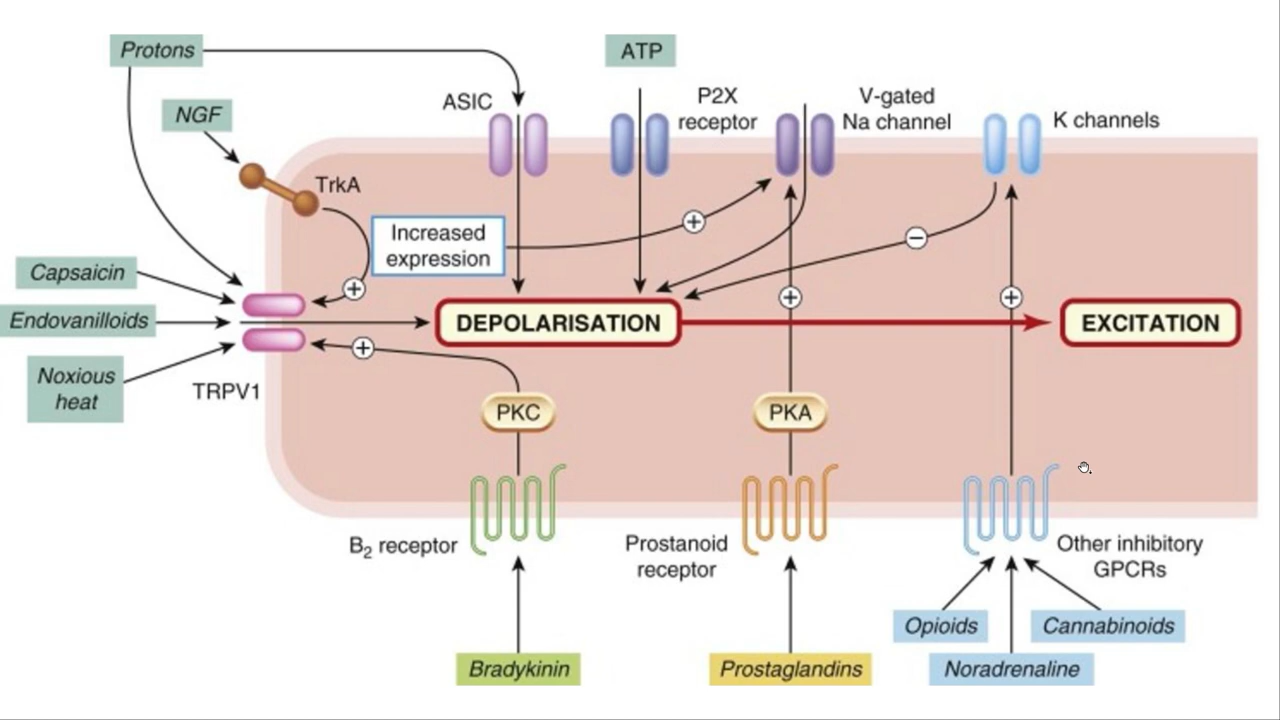 Protons
ATP
NGF
ASIC
P2X
receptor
V-gated
Na channel
K channels
TrkA
Increased
expression
+
+
−
Capsaicin
Endovanilloids
Noxious
heat
TRPV1
DEPOLARISATION
EXCITATION
+
+
+
PKC
PKA
B₂ receptor
Prostanoid
receptor
Other inhibitory
GPCRs
Opioids
Cannabinoids
Bradykinin
Prostaglandins
Noradrenaline